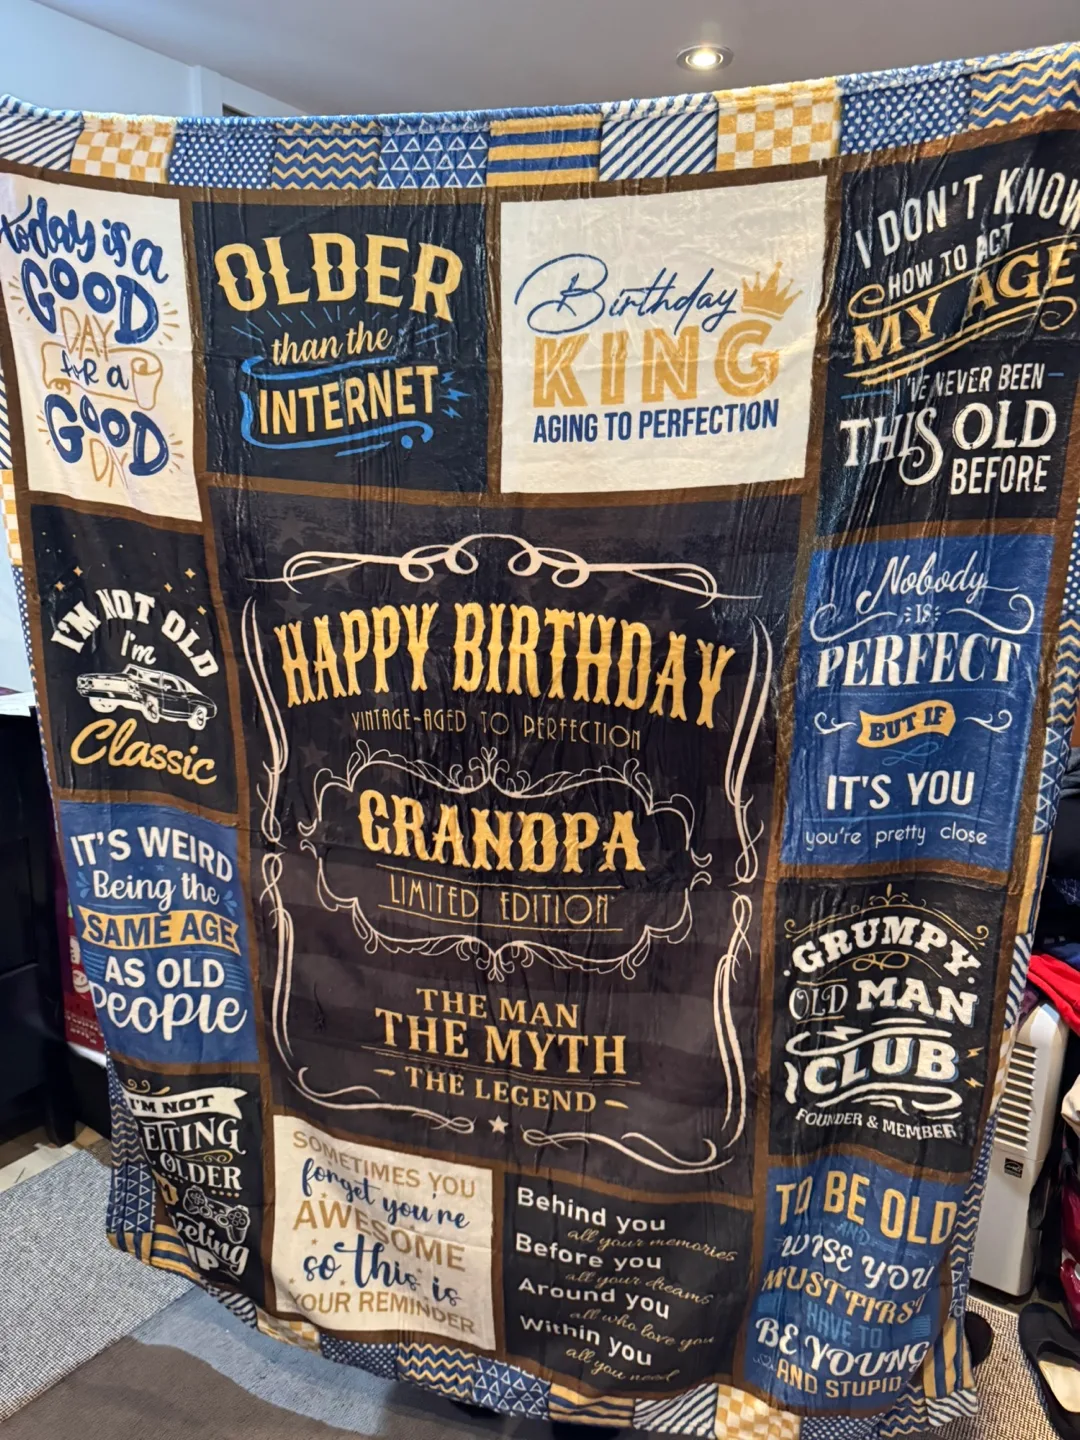 today is a
GOOD
DAY
for a
GOOD
DAY
OLDER
than the
INTERNET
Birthday
KING
AGING TO PERFECTION
I DON'T KNOW
HOW TO ACT
MY AGE
I'VE NEVER BEEN
THIS OLD
BEFORE
I'M NOT OLD
I'm
Classic
HAPPY BIRTHDAY
VINTAGE-AGED TO PERFECTION
GRANDPA
LIMITED EDITION
THE MAN
THE MYTH
- THE LEGEND -
Nobody
IS
PERFECT
BUT IF
IT'S YOU
you're pretty close
IT'S WEIRD
Being the
SAME AGE
AS OLD
People
GRUMPY
OLD MAN
CLUB
FOUNDER & MEMBER
I'M NOT
OLDER
UP
SOMETIMES YOU
forget you're
AWESOME
so this is
YOUR REMINDER
Behind you
all your memories
Before you
all your dreams
Around you
all who love you
Within you
all you need
TO BE OLD
AND
WISE YOU
MUST FIRST
HAVE TO
BE YOUNG
AND STUPID